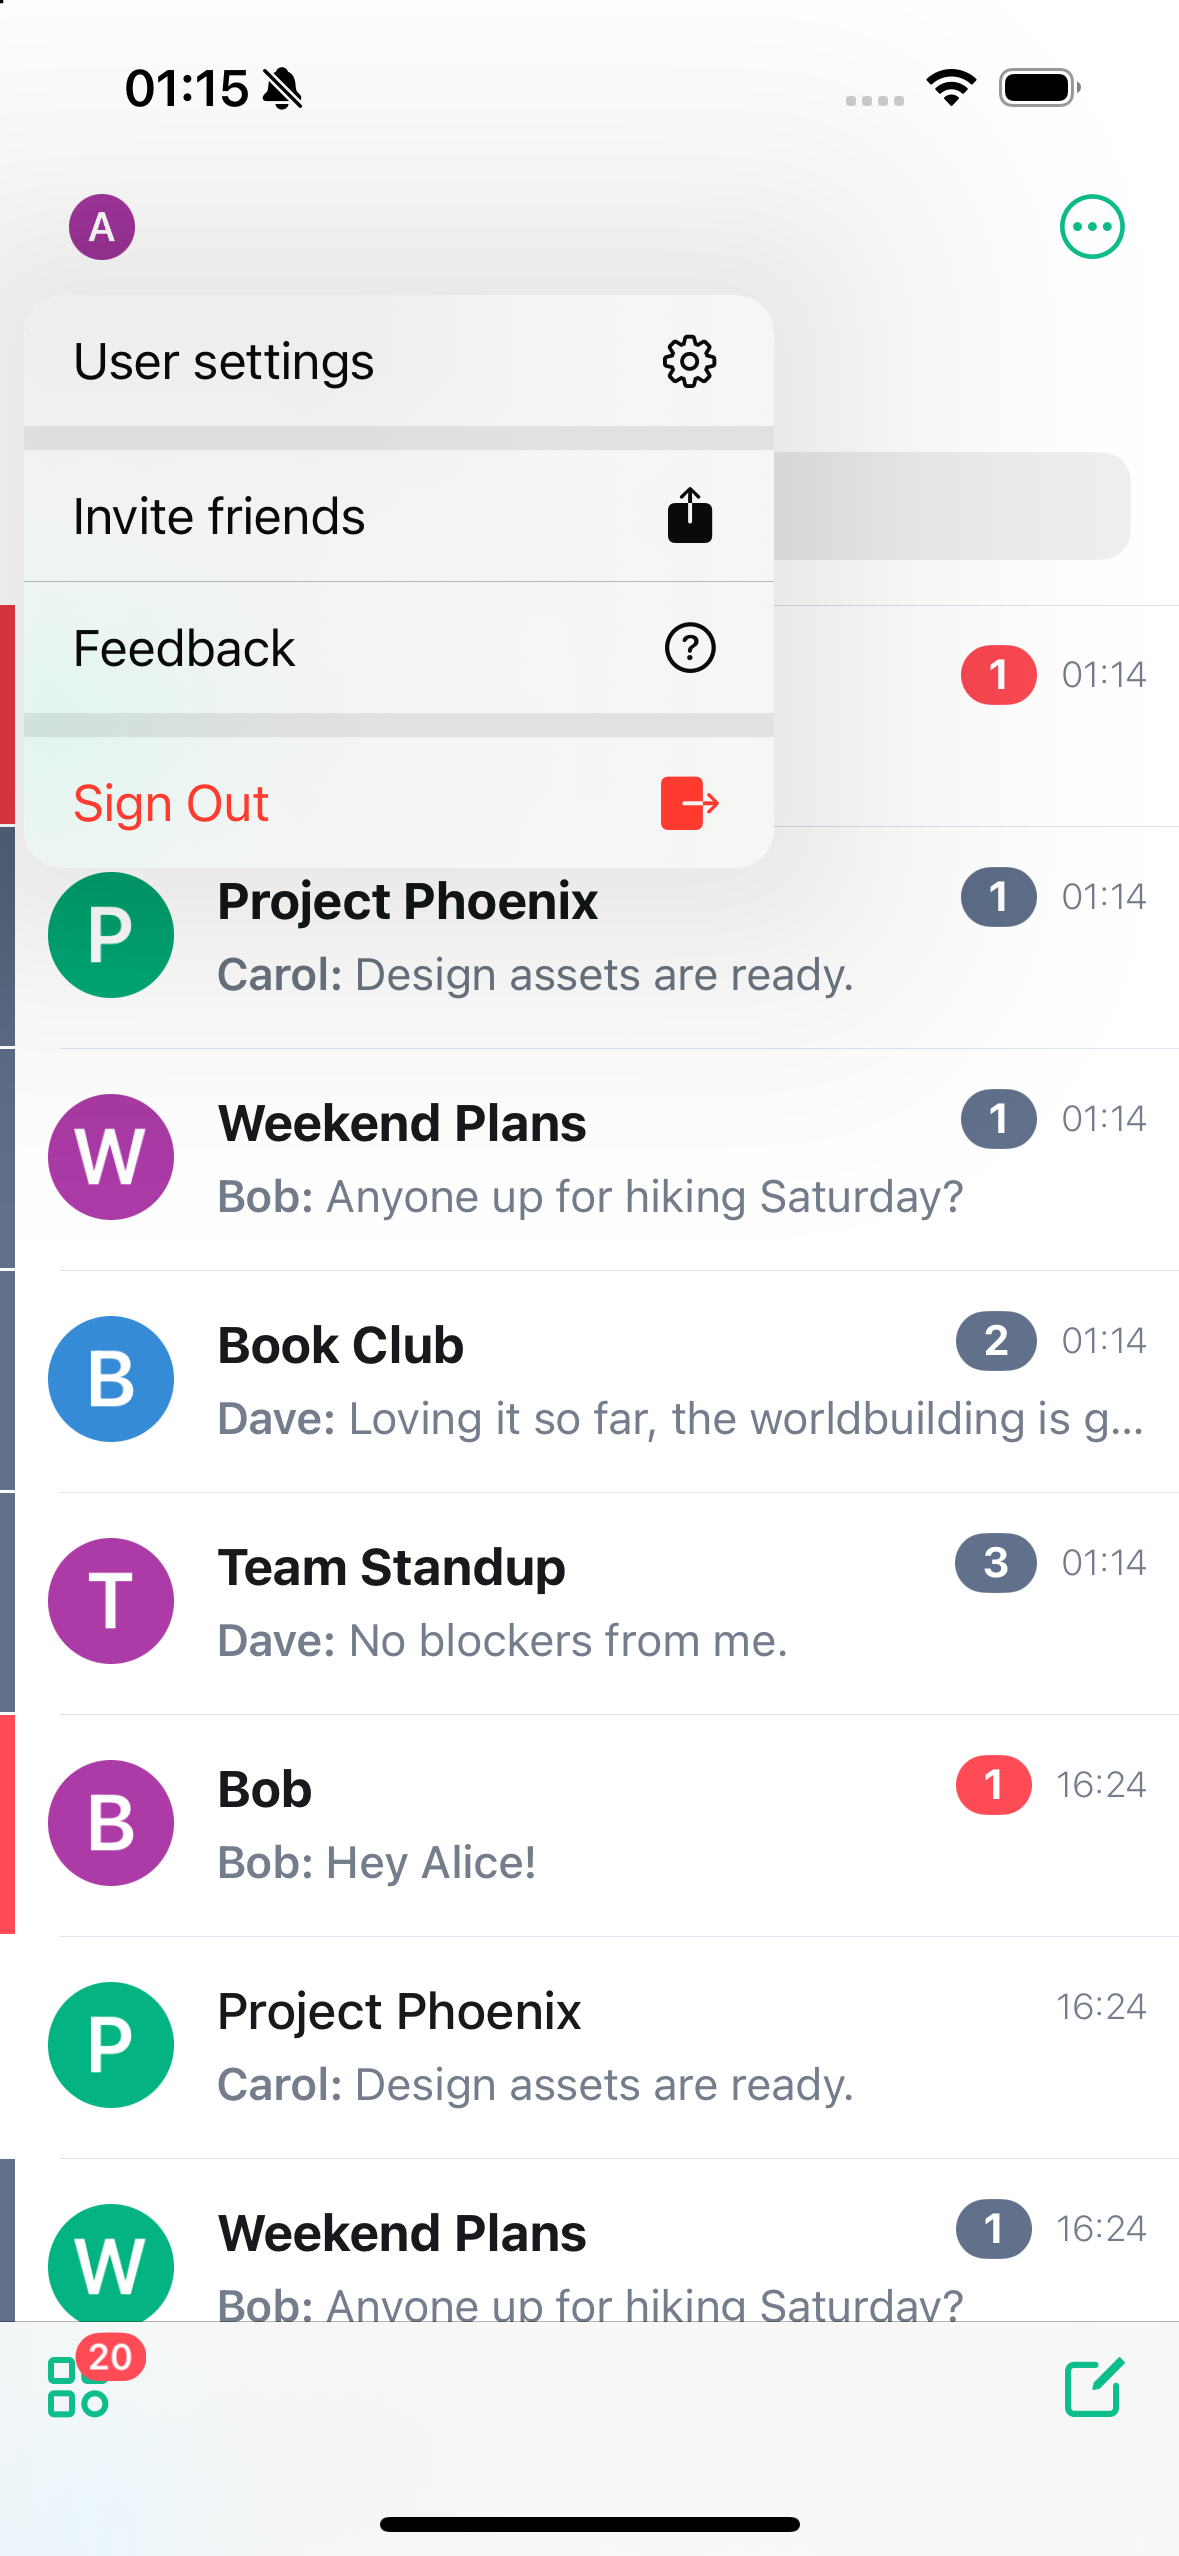 01:15
A
User settings
Invite friends
Feedback
?
Sign Out
1 01:14
P
Project Phoenix 1 01:14
Carol: Design assets are ready.
W
Weekend Plans 1 01:14
Bob: Anyone up for hiking Saturday?
B
Book Club 2 01:14
Dave: Loving it so far, the worldbuilding is g...
T
Team Standup 3 01:14
Dave: No blockers from me.
B
Bob 1 16:24
Bob: Hey Alice!
P
Project Phoenix 16:24
Carol: Design assets are ready.
W
Weekend Plans 1 16:24
Bob: Anyone up for hiking Saturday?
20